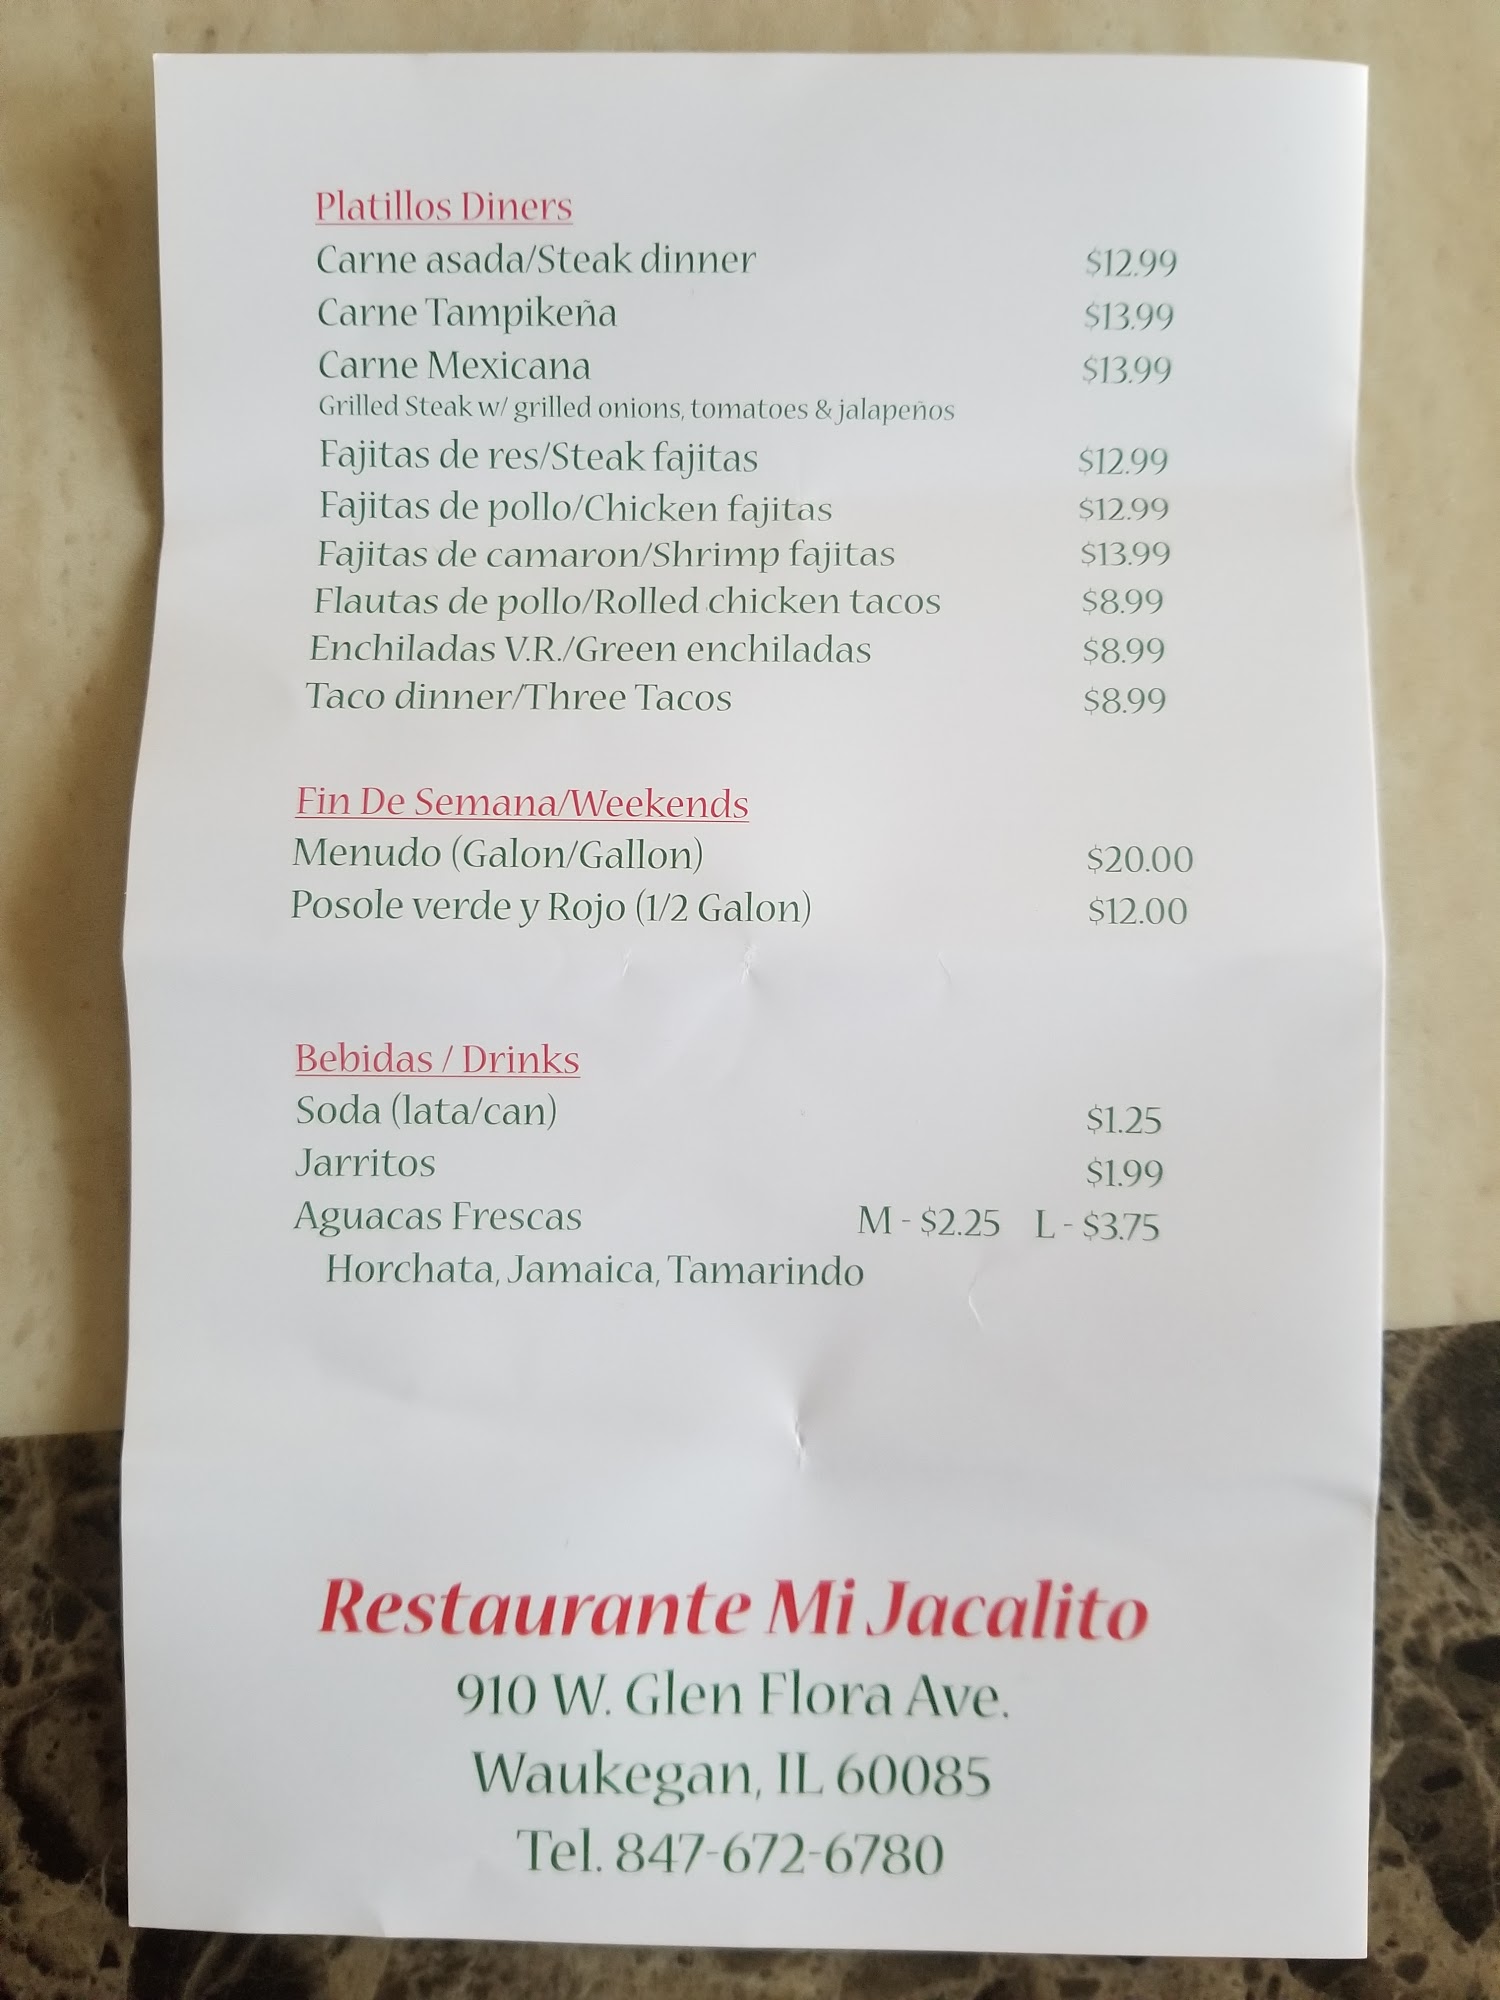 Platillos Diners
Carne asada/Steak dinner $12.99
Carne Tampikeña $13.99
Carne Mexicana $13.99
Grilled Steak w/ grilled onions, tomatoes & jalapeños
Fajitas de res/Steak fajitas $12.99
Fajitas de pollo/Chicken fajitas $12.99
Fajitas de camaron/Shrimp fajitas $13.99
Flautas de pollo/Rolled chicken tacos $8.99
Enchiladas V.R./Green enchiladas $8.99
Taco dinner/Three Tacos $8.99
Fin De Semana/Weekends
Menudo (Galon/Gallon) $20.00
Posole verde y Rojo (1/2 Galon) $12.00
Bebidas / Drinks
Soda (lata/can) $1.25
Jarritos $1.99
Aguacas Frescas M - $2.25 L - $3.75
Horchata, Jamaica, Tamarindo
Restaurante Mi Jacalito
910 W. Glen Flora Ave.
Waukegan, IL 60085
Tel. 847-672-6780